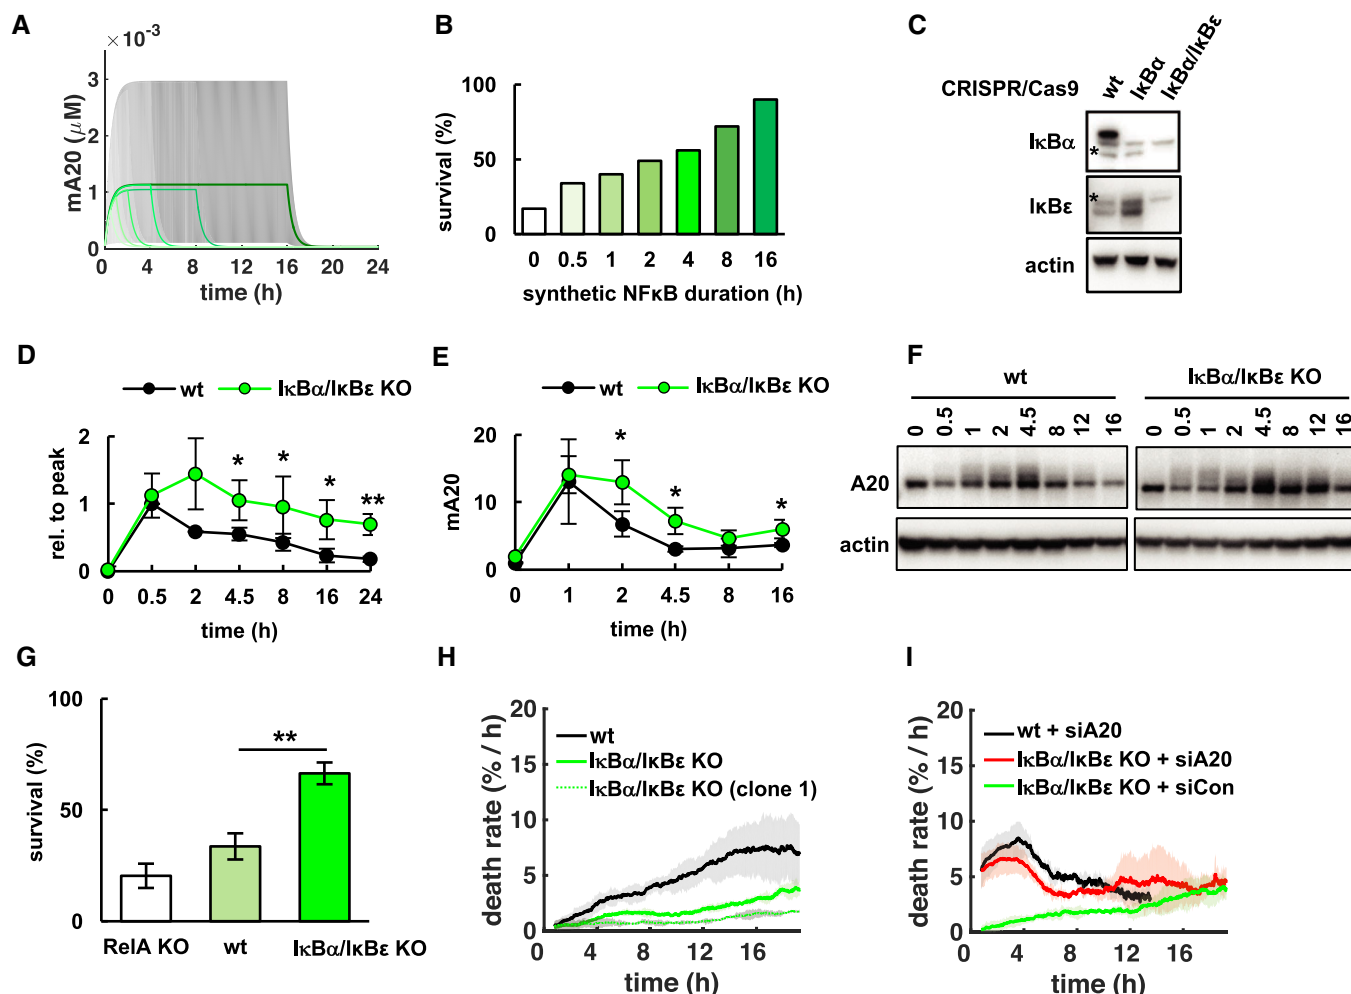 A
× 10⁻³
mA20 (μM)
3
2
1
0
0 4 8 12 16 20 24
time (h)
B
survival (%)
100
50
0
0 0.5 1 2 4 8 16
synthetic NFκB duration (h)
C
CRISPR/Cas9
wt
IκBα
IκBα/IκBε
IκBα
*
IκBε
*
actin
D
wt
IκBα/IκBε KO
rel. to peak
2
1
0
* * * **
0 0.5 2 4.5 8 16 24
time (h)
E
wt
IκBα/IκBε KO
mA20
20
10
0
* * *
0 1 2 4.5 8 16
time (h)
F
wt
IκBα/IκBε KO
0 0.5 1 2 4.5 8 12 16
0 0.5 1 2 4.5 8 12 16
A20
actin
G
survival (%)
100
50
0
**
RelA KO wt IκBα/IκBε KO
H
death rate (% / h)
20
15
10
5
0
wt
IκBα/IκBε KO
IκBα/IκBε KO (clone 1)
0 4 8 12 16
time (h)
I
death rate (% / h)
20
15
10
5
0
wt + siA20
IκBα/IκBε KO + siA20
IκBα/IκBε KO + siCon
0 4 8 12 16
time (h)